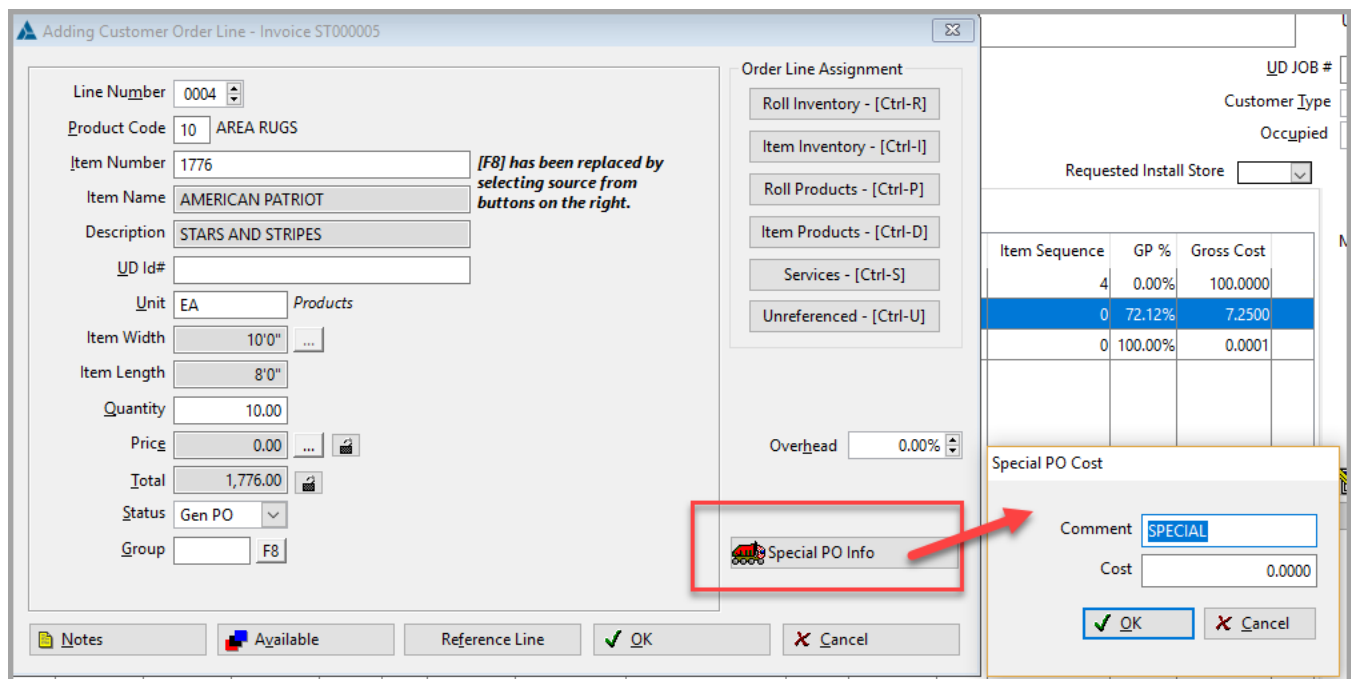 Adding Customer Order Line - Invoice ST000005
Line Number 0004
Product Code 10 AREA RUGS
Item Number 1776
[F8] has been replaced by
selecting source from
buttons on the right.
Item Name AMERICAN PATRIOT
Description STARS AND STRIPES
UD Id#
Unit EA Products
Item Width 10'0" ...
Item Length 8'0"
Quantity 10.00
Price 0.00 ...
Total 1,776.00
Status Gen PO
Group F8
Order Line Assignment
Roll Inventory - [Ctrl-R]
Item Inventory - [Ctrl-I]
Roll Products - [Ctrl-P]
Item Products - [Ctrl-D]
Services - [Ctrl-S]
Unreferenced - [Ctrl-U]
Overhead 0.00%
Special PO Info
Notes Available Reference Line OK Cancel
UD JOB #
Customer Type
Occupied
Requested Install Store
Item Sequence GP % Gross Cost
4 0.00% 100.0000
0 72.12% 7.2500
0 100.00% 0.0001
Special PO Cost
Comment SPECIAL
Cost 0.0000
OK Cancel